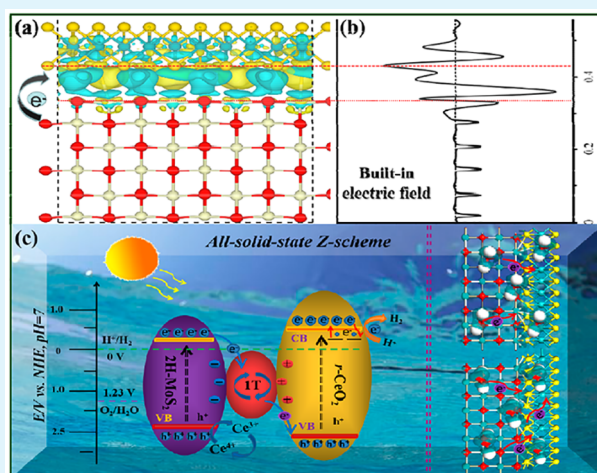 (a)
e-
(b)
Built-in
electric field
0.4
0.2
0
(c)
All-solid-state Z-scheme
E/V vs. NHE, pH=7
1.0
H⁺/H₂
0 V
0
1.0
1.23 V
O₂/H₂O
2.5
2H-MoS₂
VB
h⁺
e⁻ e⁻ e⁻ e⁻
1T
Ce³⁺
Ce⁴⁺
CB
r-CeO₂
h⁺
VB
H₂
H⁺